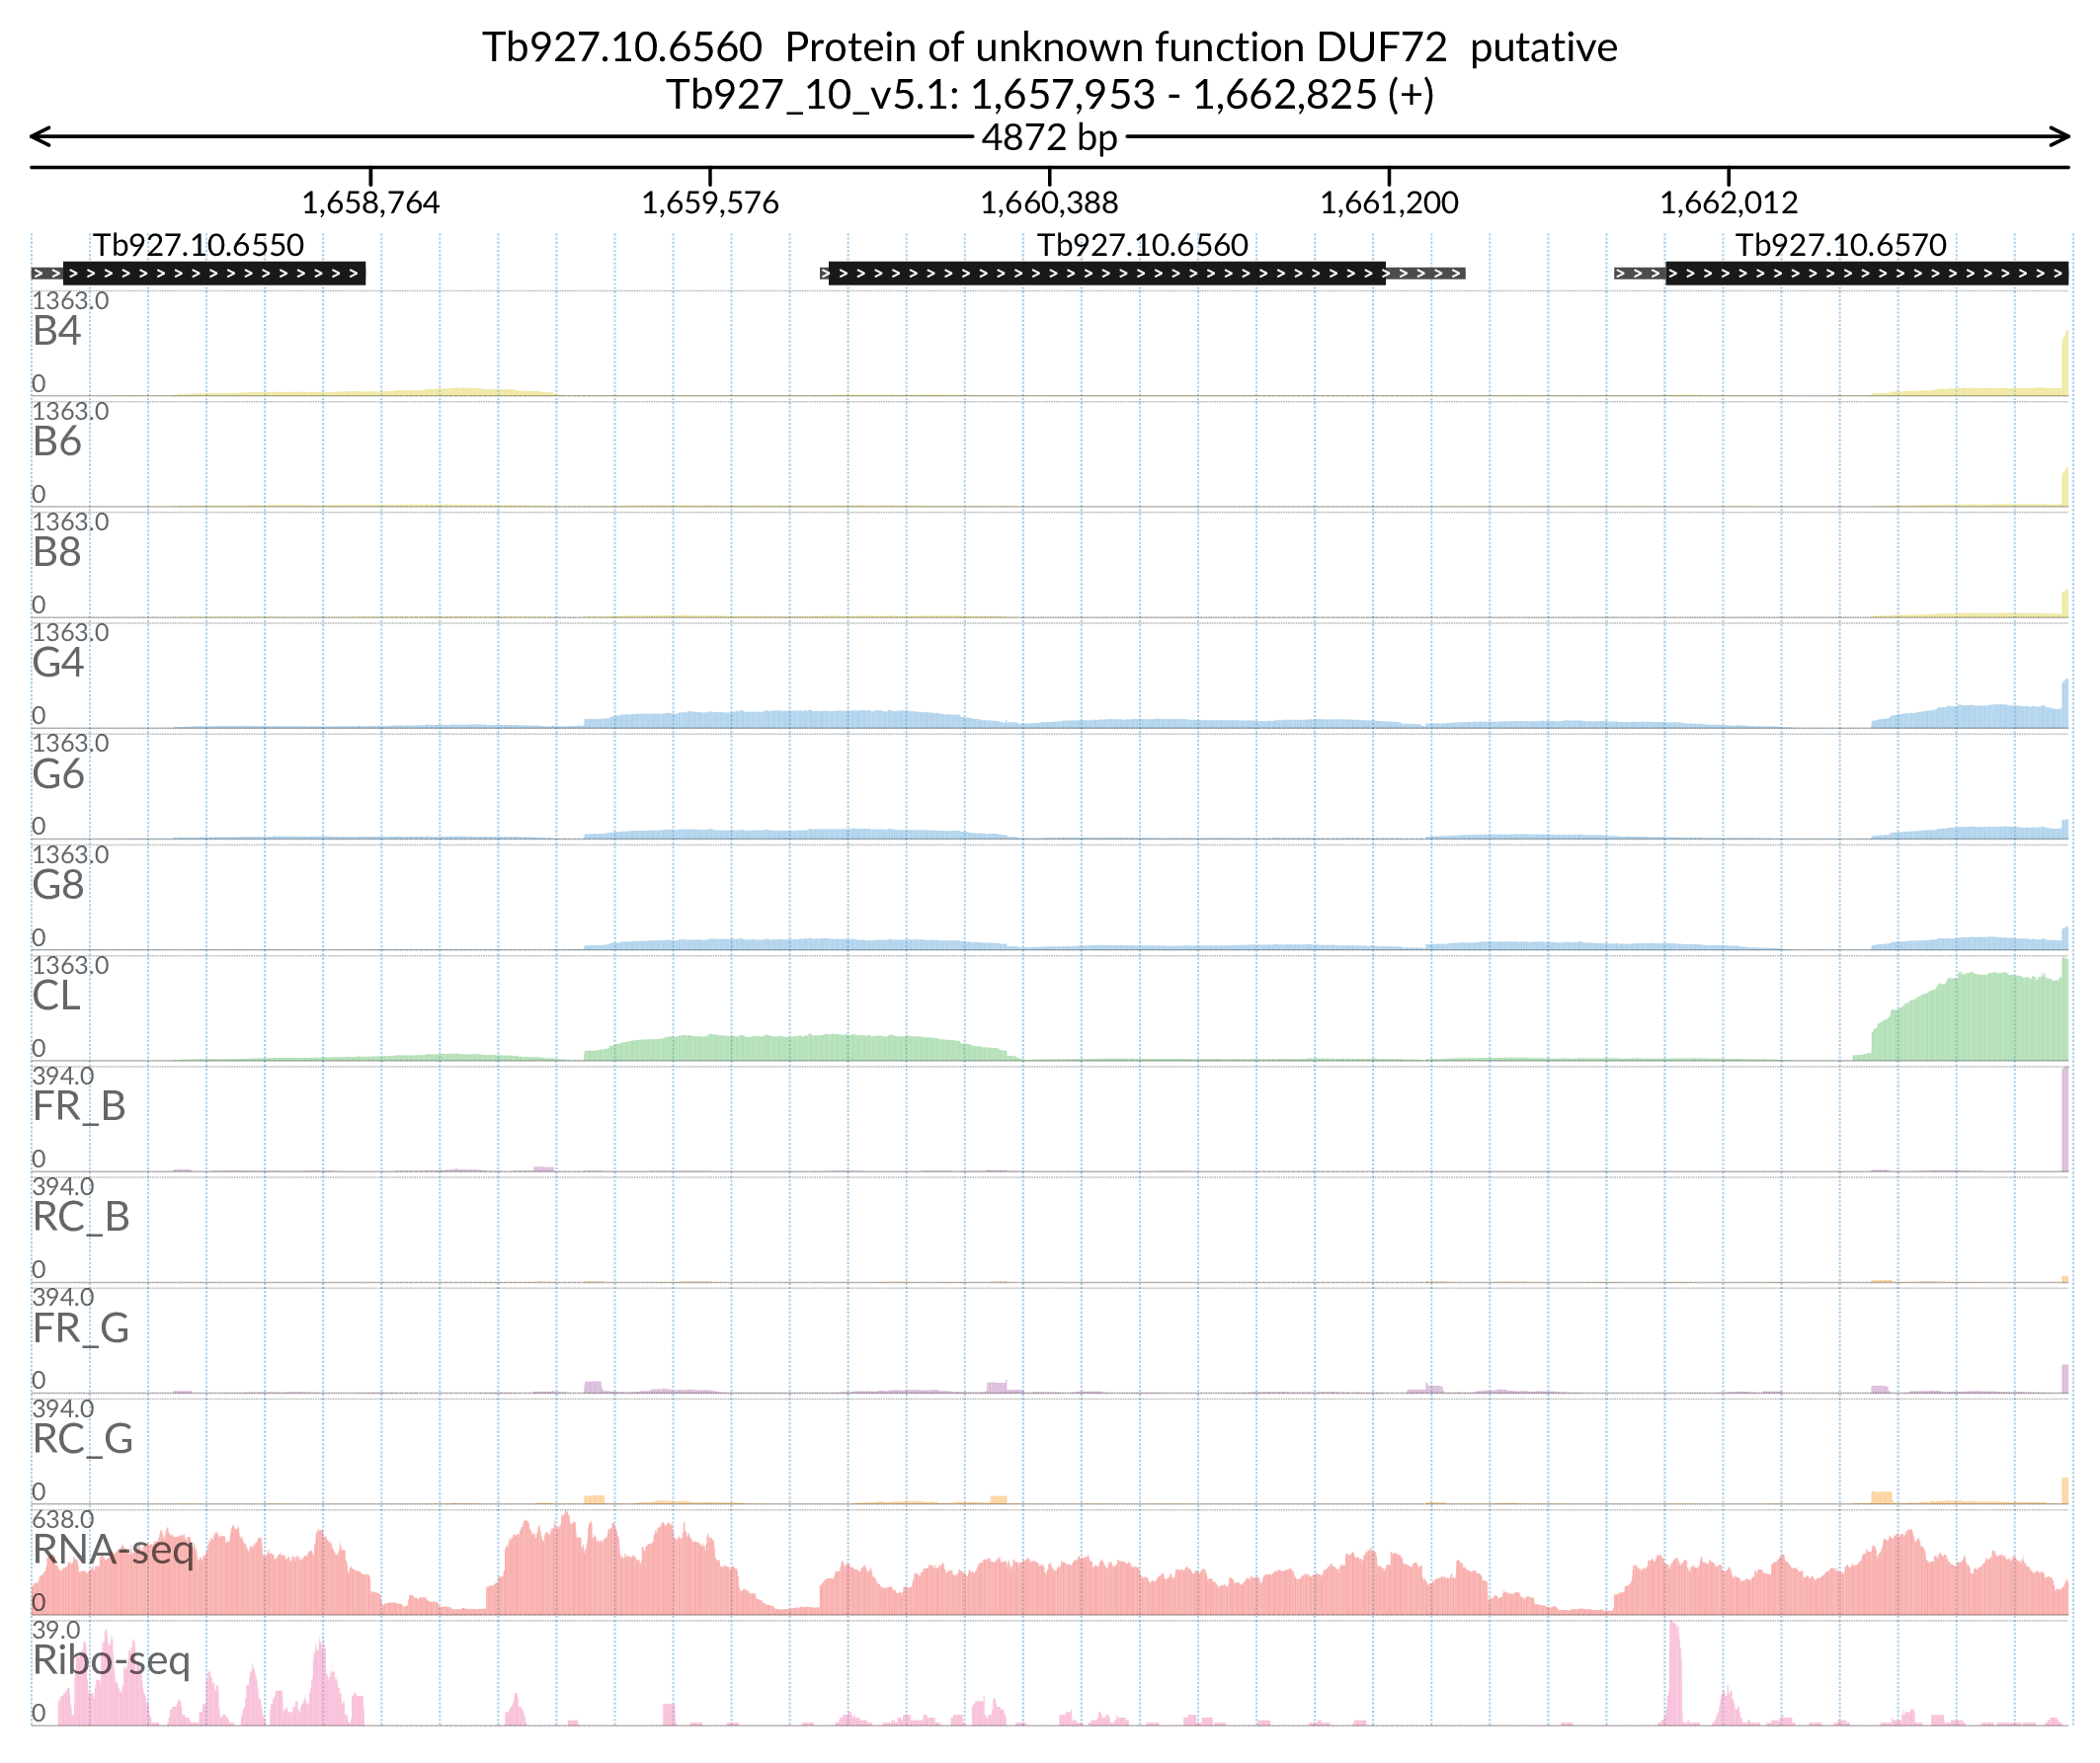 Tb927.10.6560  Protein of unknown function DUF72  putative
Tb927_10_v5.1: 1,657,953 - 1,662,825 (+)
4872 bp
1,658,764 1,659,576 1,660,388 1,661,200 1,662,012
Tb927.10.6550 Tb927.10.6560 Tb927.10.6570
1363.0
B4
0
1363.0
B6
0
1363.0
B8
0
1363.0
G4
0
1363.0
G6
0
1363.0
G8
0
1363.0
CL
0
394.0
FR_B
0
394.0
RC_B
0
394.0
FR_G
0
394.0
RC_G
0
638.0
RNA-seq
0
39.0
Ribo-seq
0